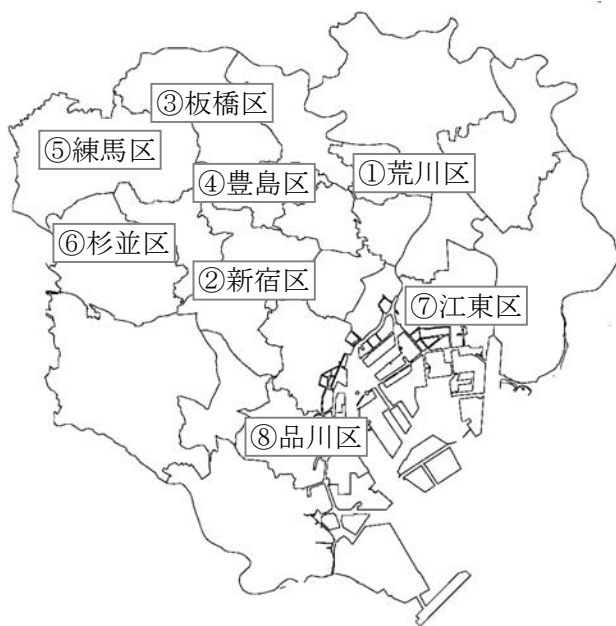 ③板橋区
⑤練馬区
①荒川区
④豊島区
⑥杉並区
②新宿区
⑦江東区
⑧品川区